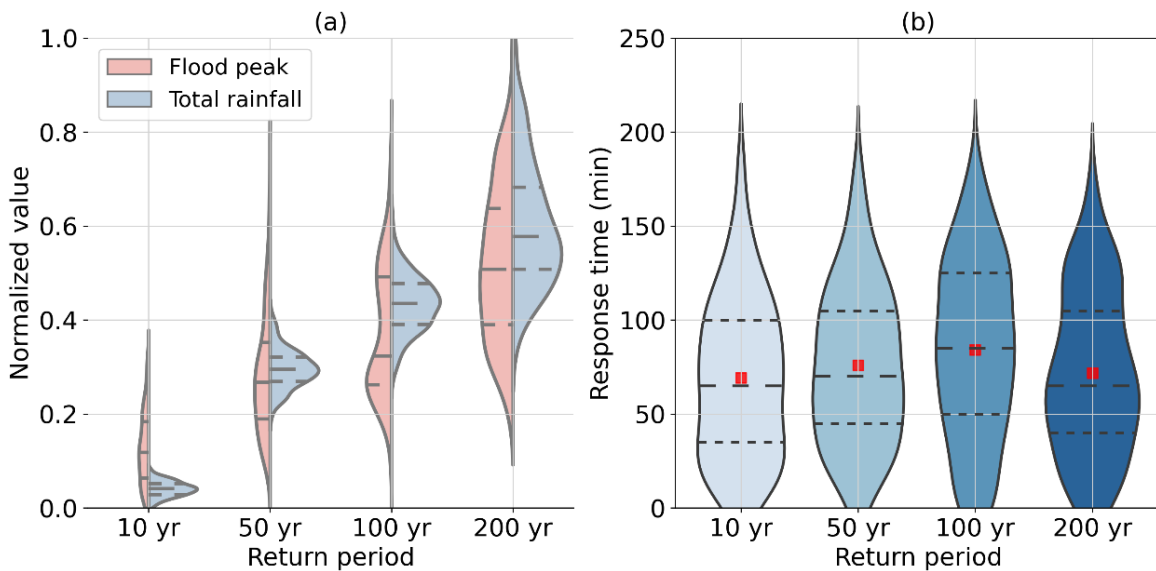 (a)
1.0
0.8
0.6
0.4
0.2
0.0
Normalized value
Flood peak
Total rainfall
10 yr
50 yr
100 yr
200 yr
Return period
(b)
250
200
150
100
50
0
Response time (min)
10 yr
50 yr
100 yr
200 yr
Return period